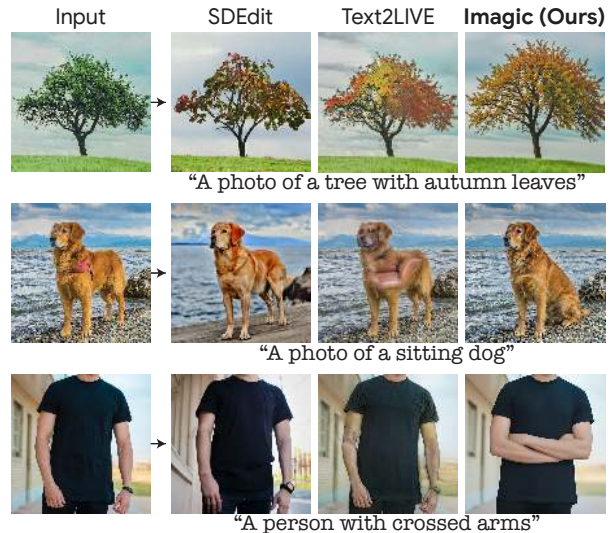 Input SDEdit Text2LIVE Imagic (Ours)
“A photo of a tree with autumn leaves”
“A photo of a sitting dog”
“A person with crossed arms”